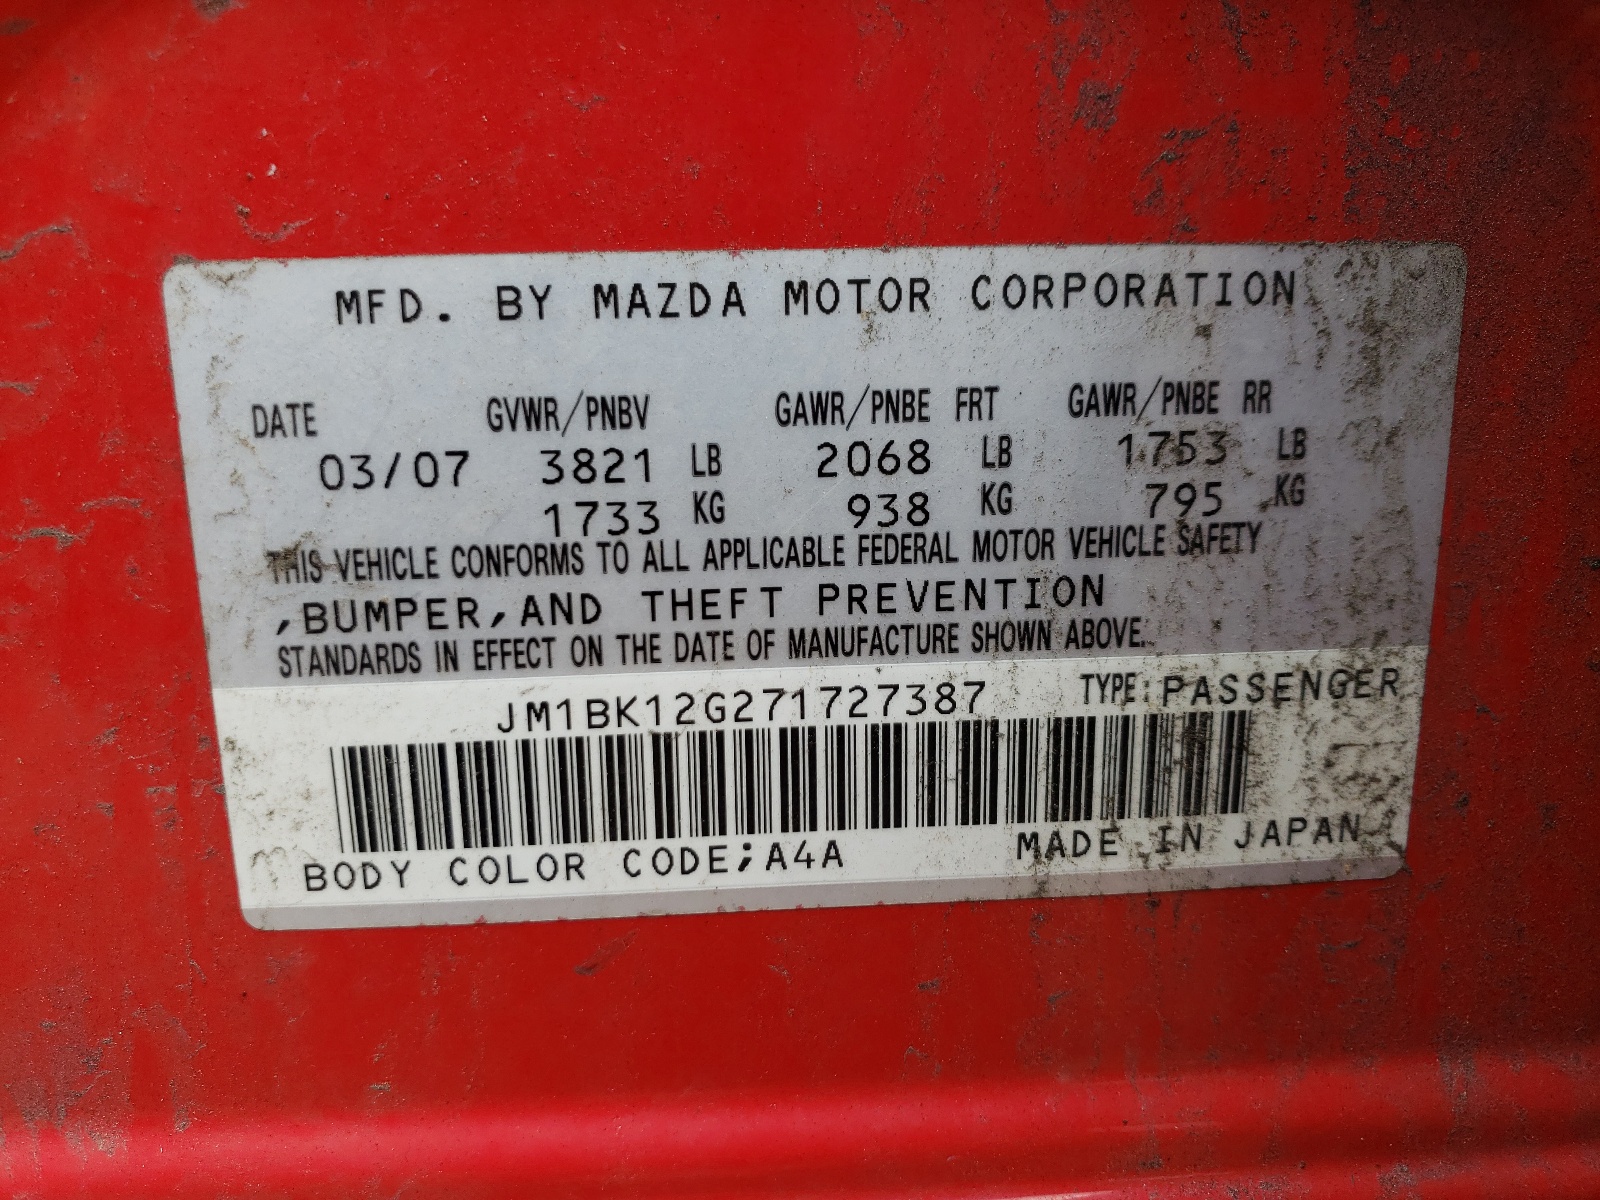 MFD. BY MAZDA MOTOR CORPORATION
DATE GVWR/PNBV GAWR/PNBE FRT GAWR/PNBE RR
03/07 3821 LB 2068 LB 1753 LB
1733 KG 938 KG 795 KG
THIS VEHICLE CONFORMS TO ALL APPLICABLE FEDERAL MOTOR VEHICLE SAFETY
,BUMPER,AND THEFT PREVENTION
STANDARDS IN EFFECT ON THE DATE OF MANUFACTURE SHOWN ABOVE.
JM1BK12G271727387 TYPE:PASSENGER
BODY COLOR CODE;A4A MADE IN JAPAN